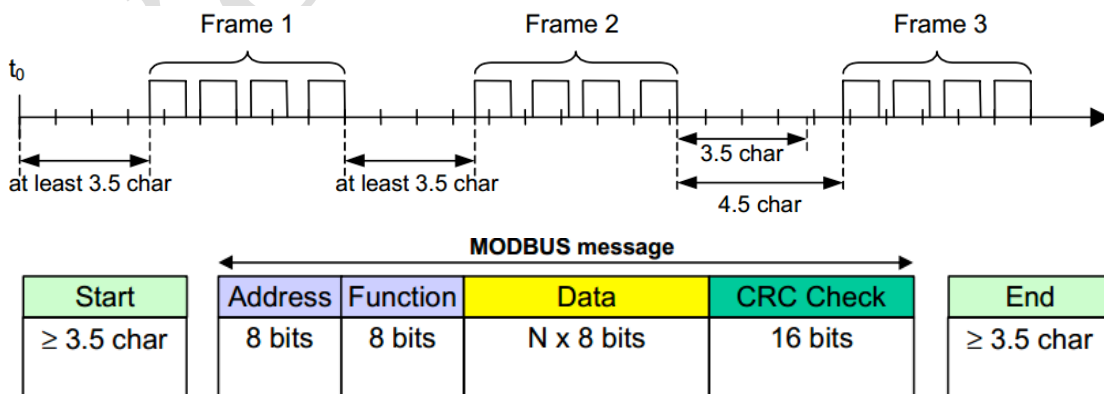 Frame 1 Frame 2 Frame 3
t0
at least 3.5 char at least 3.5 char 3.5 char
4.5 char
MODBUS message
Start Address Function Data CRC Check End
≥ 3.5 char 8 bits 8 bits N x 8 bits 16 bits ≥ 3.5 char